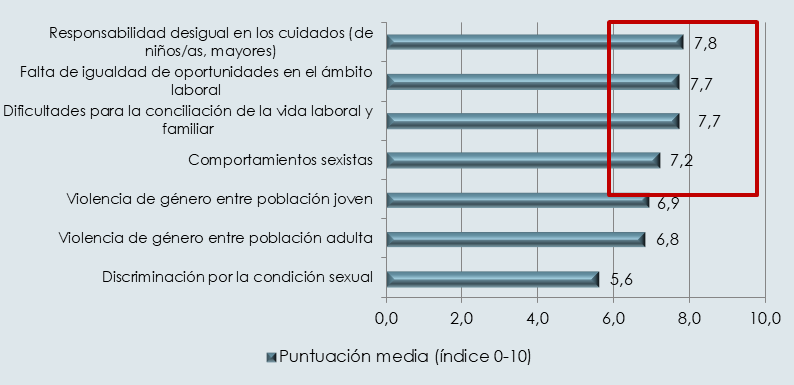 Responsabilidad desigual en los cuidados (de
niños/as, mayores)
7,8
Falta de igualdad de oportunidades en el ámbito
laboral
7,7
Dificultades para la conciliación de la vida laboral y
familiar
7,7
Comportamientos sexistas
7,2
Violencia de género entre población joven
6,9
Violencia de género entre población adulta
6,8
Discriminación por la condición sexual
5,6
0,0 2,0 4,0 6,0 8,0 10,0
Puntuación media (índice 0-10)